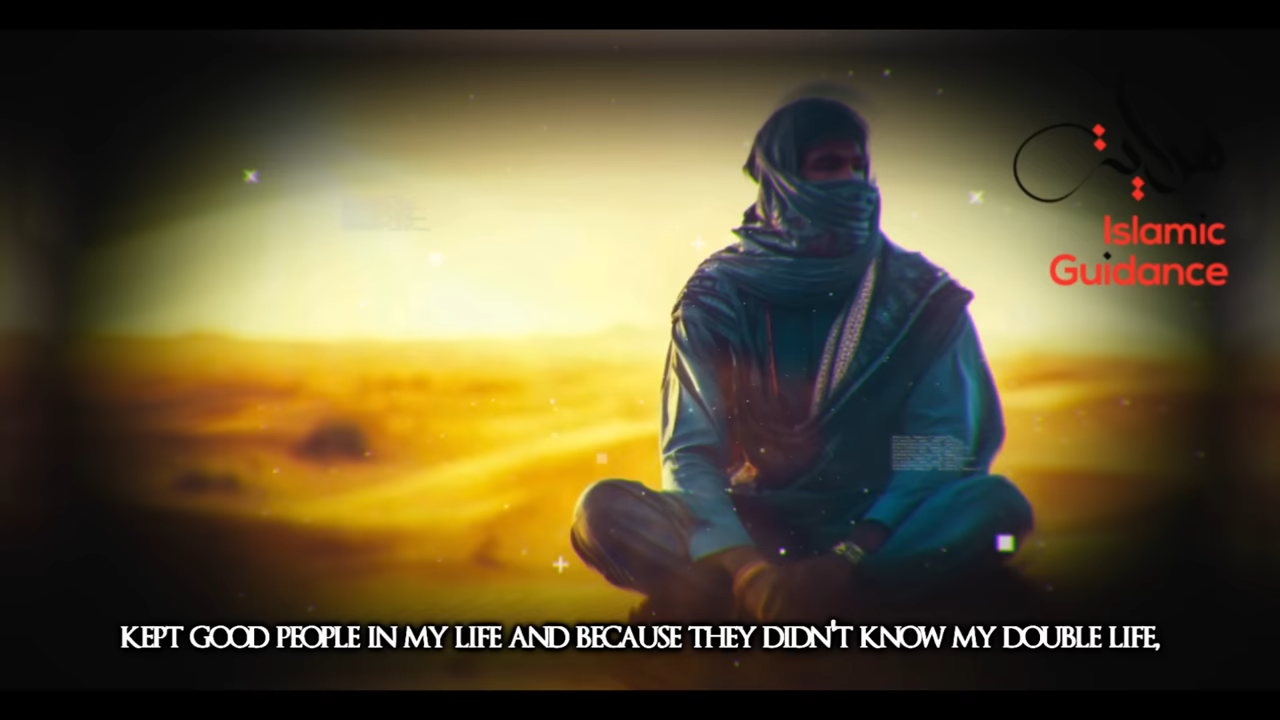 Islamic
Guidance
KEPT GOOD PEOPLE IN MY LIFE AND BECAUSE THEY DIDN'T KNOW MY DOUBLE LIFE,